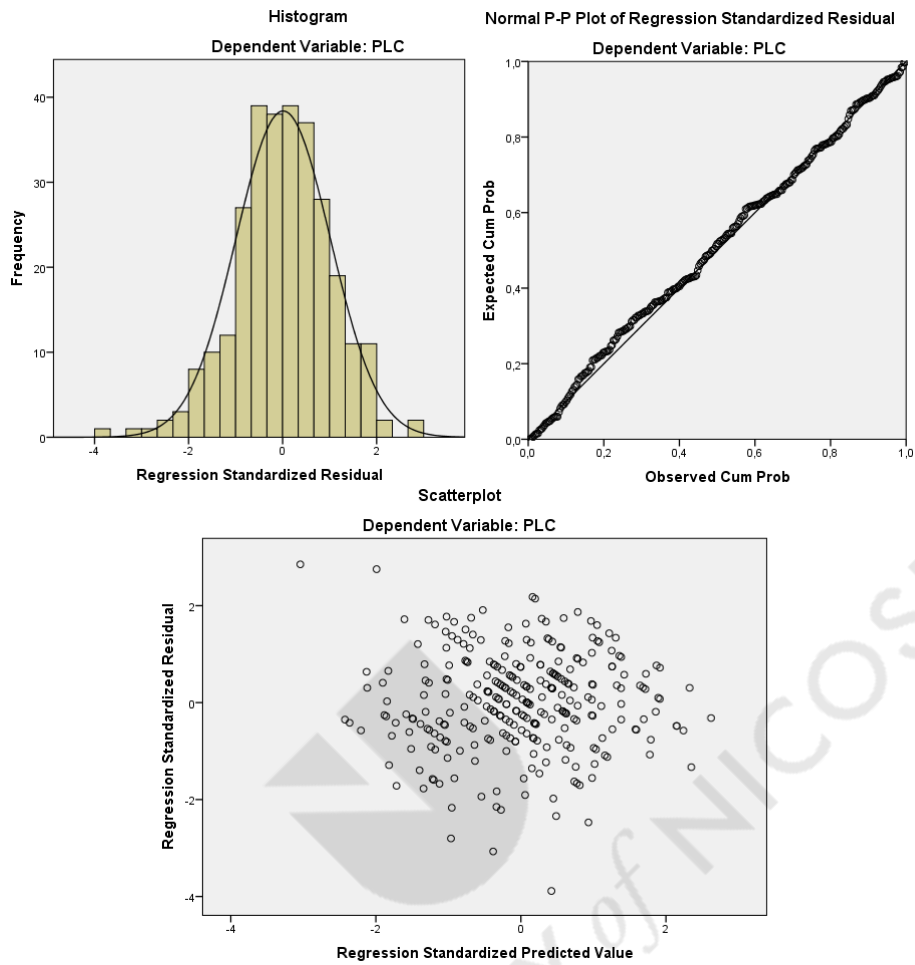 Histogram
Dependent Variable: PLC
Frequency
40
30
20
10
0
-4
-2
0
2
Regression Standardized Residual
Normal P-P Plot of Regression Standardized Residual
Dependent Variable: PLC
Expected Cum Prob
1,0
0,8
0,6
0,4
0,2
0,0
0,0
0,2
0,4
0,6
0,8
1,0
Observed Cum Prob
Scatterplot
Dependent Variable: PLC
Regression Standardized Residual
2
0
-2
-4
-4
-2
0
2
Regression Standardized Predicted Value
of